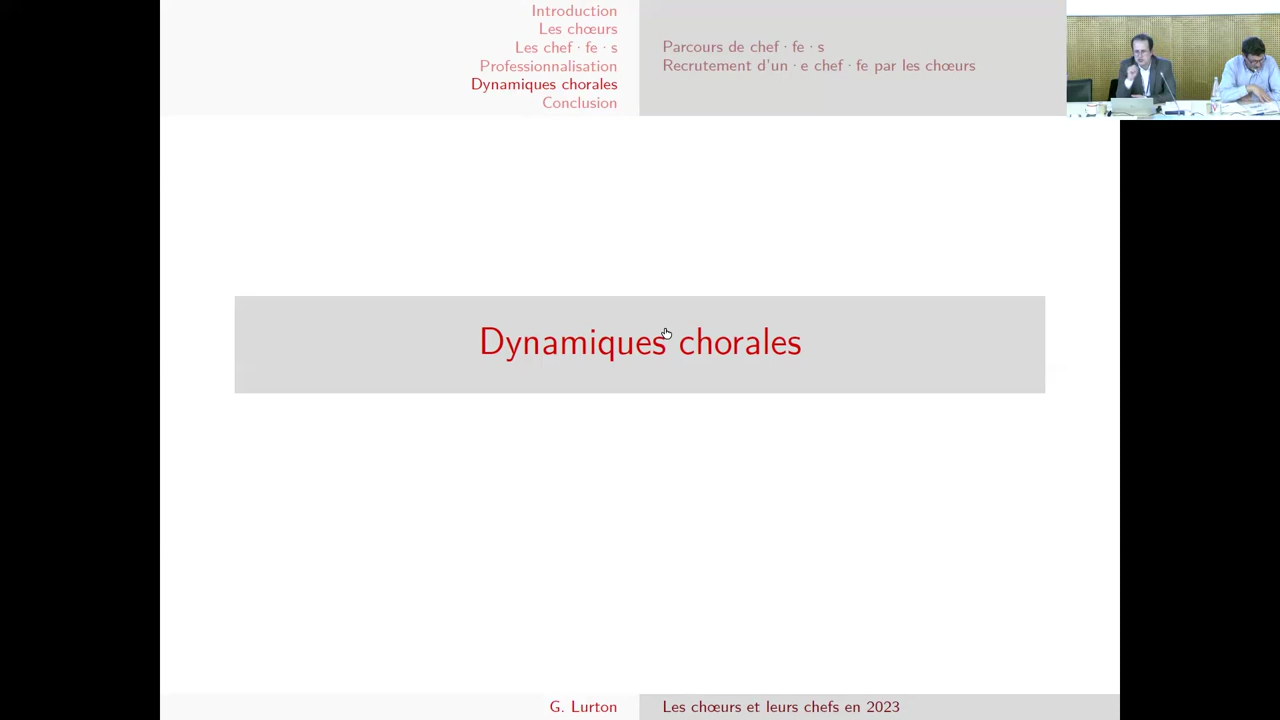 Introduction
Les chœurs
Les chef · fe · s
Professionnalisation
Dynamiques chorales
Conclusion
Parcours de chef · fe · s
Recrutement d'un · e chef · fe par les chœurs
Dynamiques chorales
G. Lurton
Les chœurs et leurs chefs en 2023